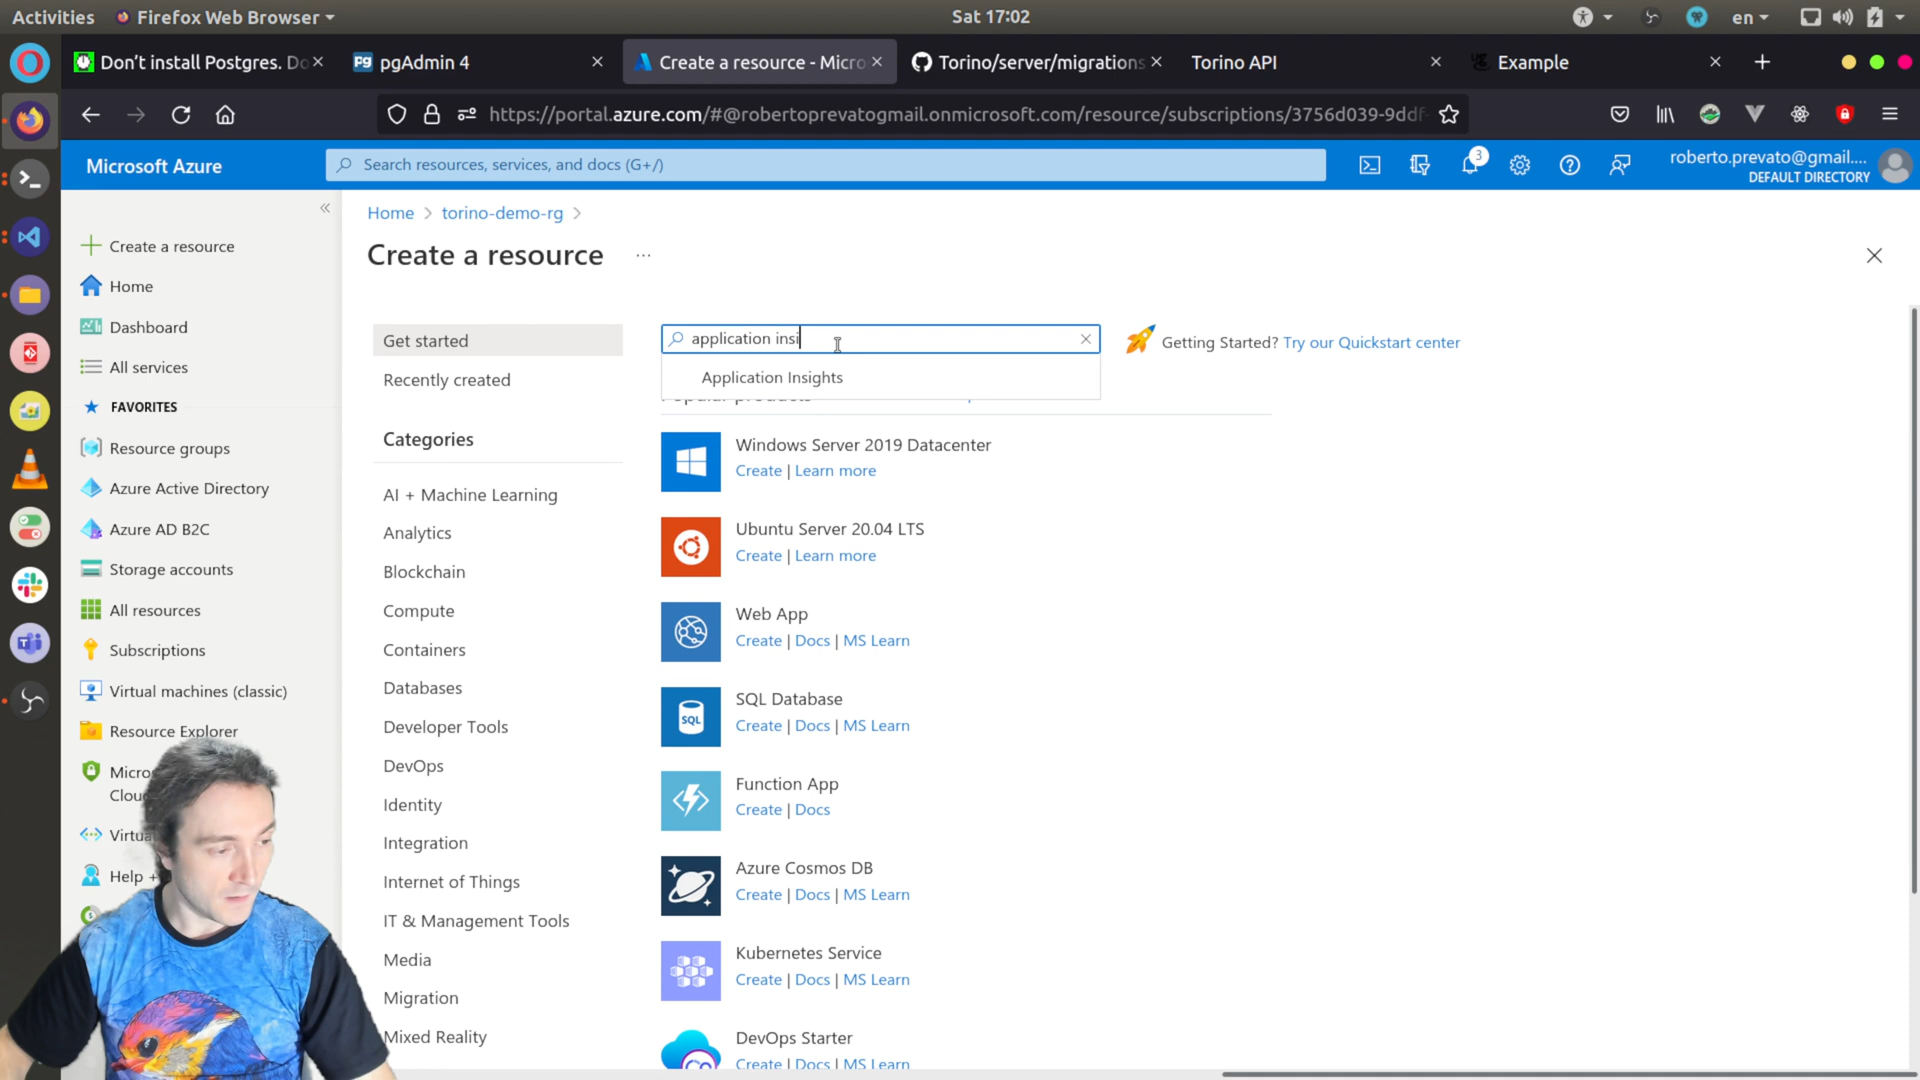 Activities
Firefox Web Browser
Sat 17:02
en
Don't install Postgres. Do
pgAdmin 4
Create a resource - Micro
Torino/server/migrations
Torino API
Example
https://portal.azure.com/#@robertoprevatogmail.onmicrosoft.com/resource/subscriptions/3756d039-9ddf-
Microsoft Azure
Search resources, services, and docs (G+/)
3
roberto.prevato@gmail....
DEFAULT DIRECTORY
Create a resource
Home
Dashboard
All services
FAVORITES
Resource groups
Azure Active Directory
Azure AD B2C
Storage accounts
All resources
Subscriptions
Virtual machines (classic)
Resource Explorer
Micro
Clou
Virtua
Help +
Home > torino-demo-rg >
Create a resource ...
Get started
Recently created
Categories
AI + Machine Learning
Analytics
Blockchain
Compute
Containers
Databases
Developer Tools
DevOps
Identity
Integration
Internet of Things
IT & Management Tools
Media
Migration
Mixed Reality
application insi
Application Insights
Getting Started? Try our Quickstart center
Windows Server 2019 Datacenter
Create | Learn more
Ubuntu Server 20.04 LTS
Create | Learn more
Web App
Create | Docs | MS Learn
SQL
SQL Database
Create | Docs | MS Learn
Function App
Create | Docs
Azure Cosmos DB
Create | Docs | MS Learn
Kubernetes Service
Create | Docs | MS Learn
DevOps Starter
Create | Docs | MS Learn